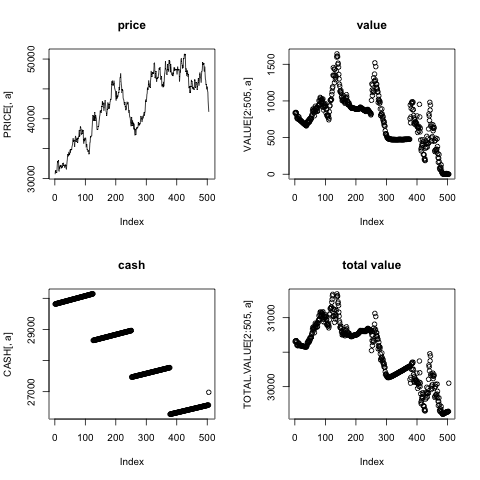 price
PRICE[, a]
30000 40000 50000
0 100 200 300 400 500
Index
value
VALUE[2:505, a]
0 500 1000 1500
0 100 200 300 400 500
Index
cash
CASH[, a]
27000 29000
0 100 200 300 400 500
Index
total value
TOTAL.VALUE[2:505, a]
30000 31000
0 100 200 300 400 500
Index